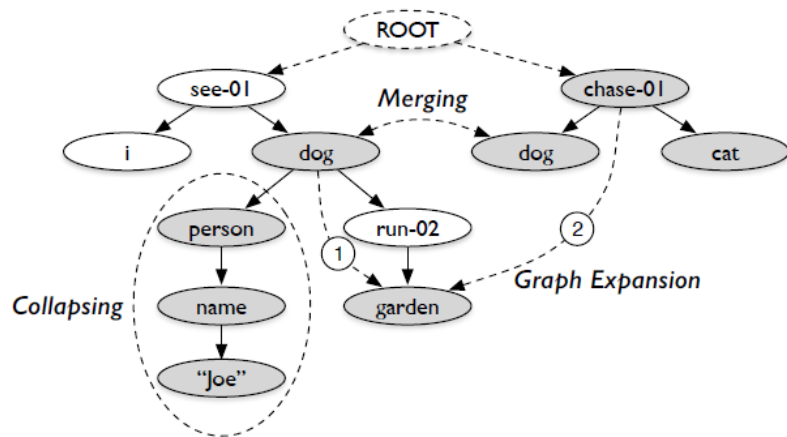 ROOT
see-01
chase-01
Merging
i
dog
dog
cat
person
run-02
1
2
Collapsing
name
garden
Graph Expansion
“Joe”